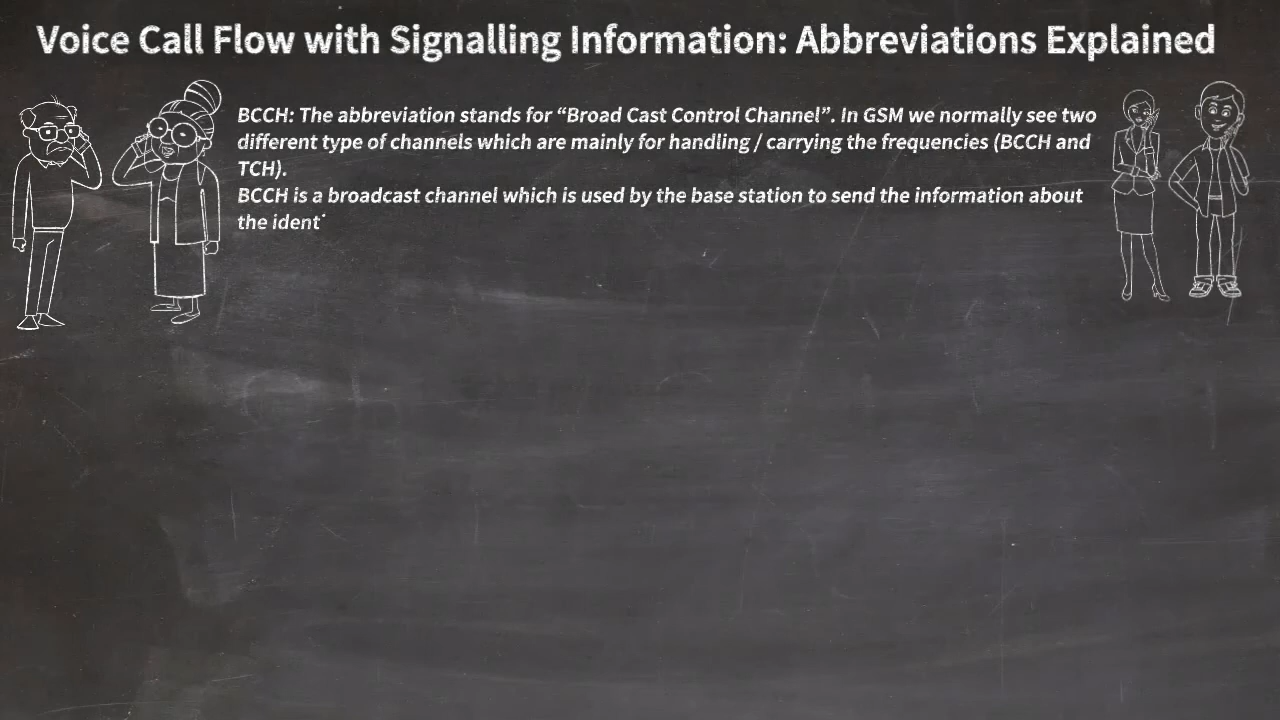 Voice Call Flow with Signalling Information: Abbreviations Explained
BCCH: The abbreviation stands for “Broad Cast Control Channel”. In GSM we normally see two
different type of channels which are mainly for handling / carrying the frequencies (BCCH and
TCH).
BCCH is a broadcast channel which is used by the base station to send the information about
the ident